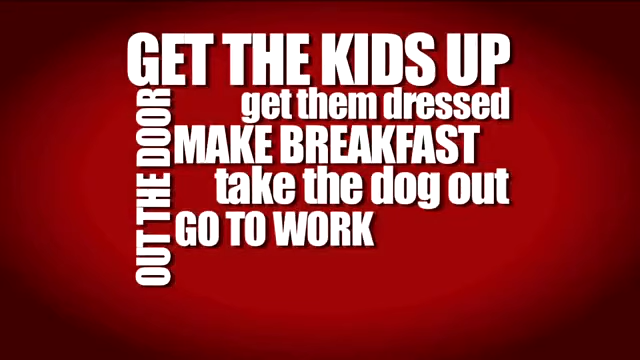 GET THE KIDS UP
get them dressed
MAKE BREAKFAST
take the dog out
GO TO WORK
OUT THE DOOR